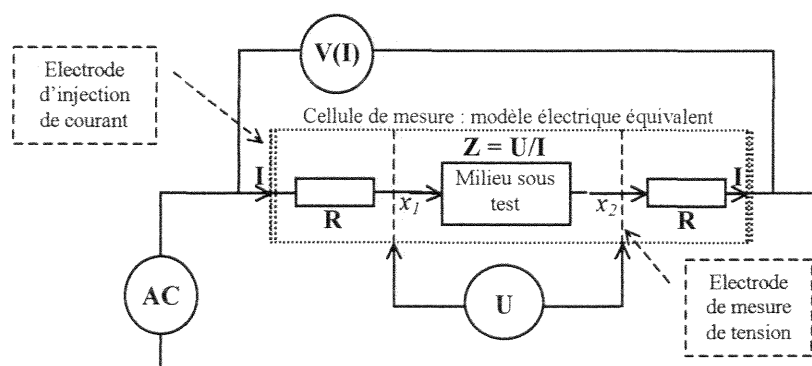 V(I)
Electrode
d'injection
de courant
Cellule de mesure : modèle électrique équivalent
Z = U/I
I
R
x1
Milieu sous
test
x2
R
I
AC
U
Electrode
de mesure
de tension